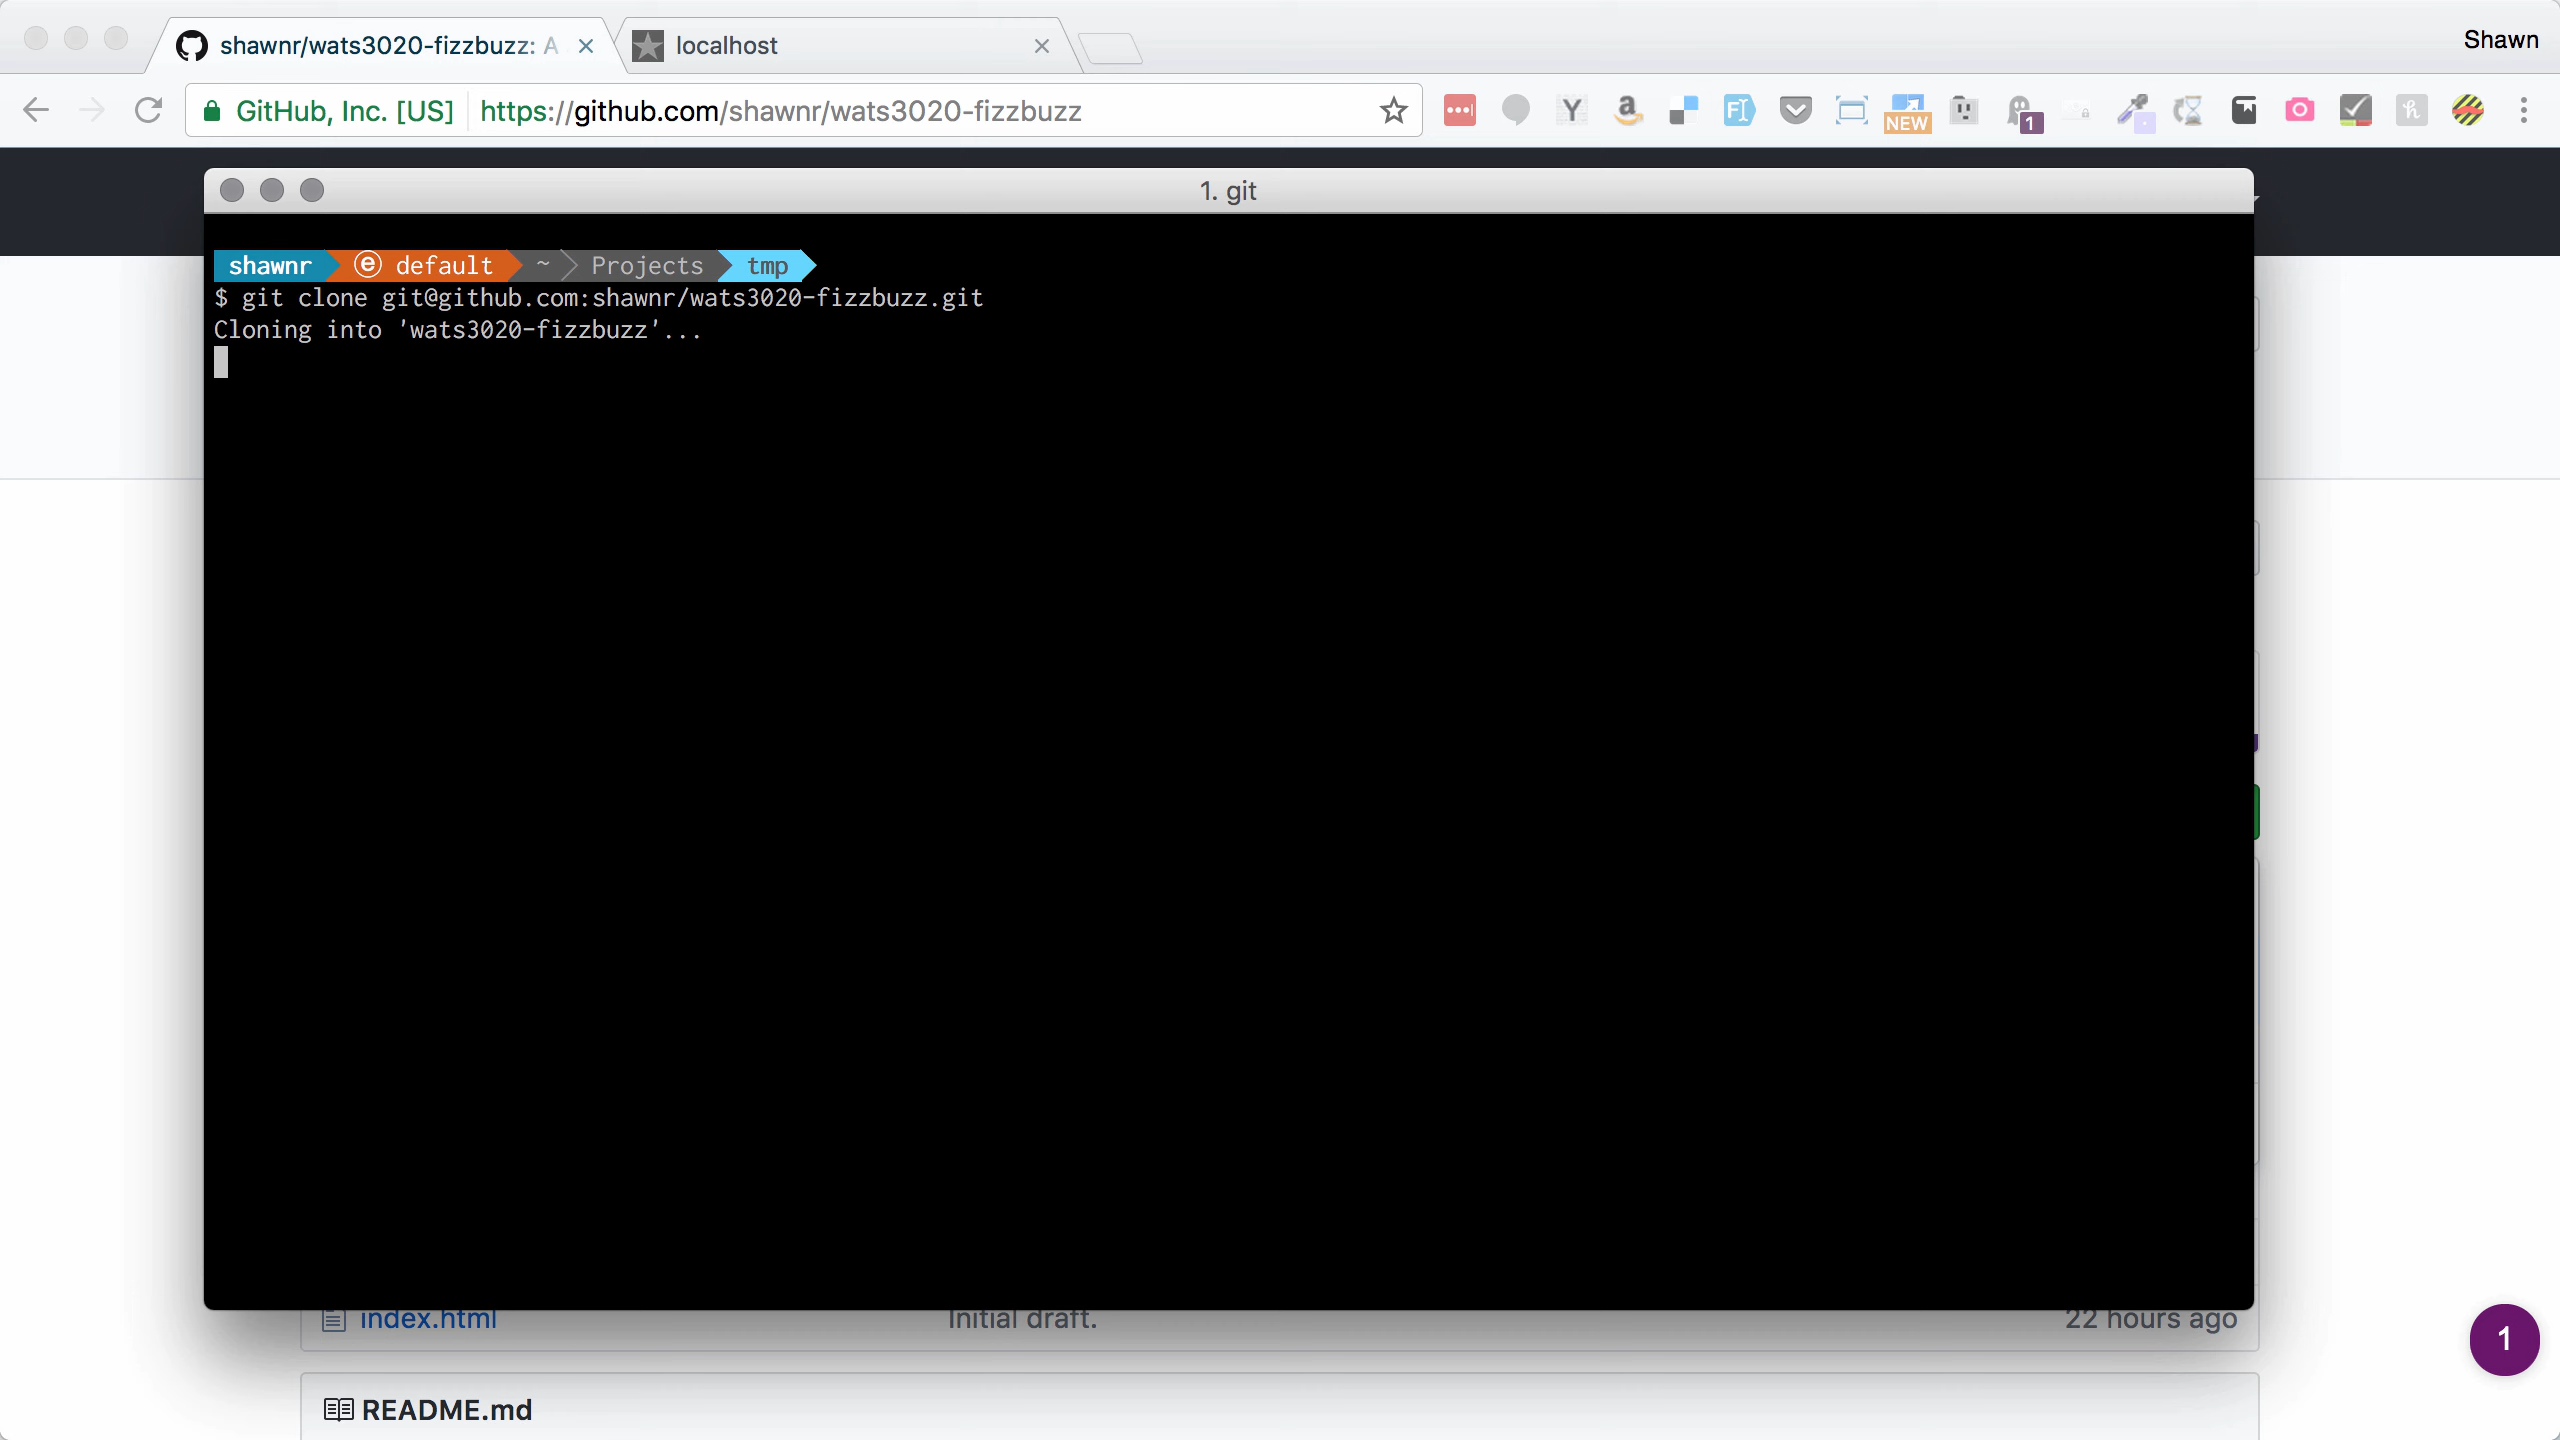 shawnr/wats3020-fizzbuzz: A
localhost
Shawn
GitHub, Inc. [US]
https://github.com/shawnr/wats3020-fizzbuzz
Y
a
F
NEW
1
h
1. git
shawnr ⓔ default ~ Projects tmp
$ git clone git@github.com:shawnr/wats3020-fizzbuzz.git
Cloning into 'wats3020-fizzbuzz'...
index.html
Initial draft.
22 hours ago
1
README.md